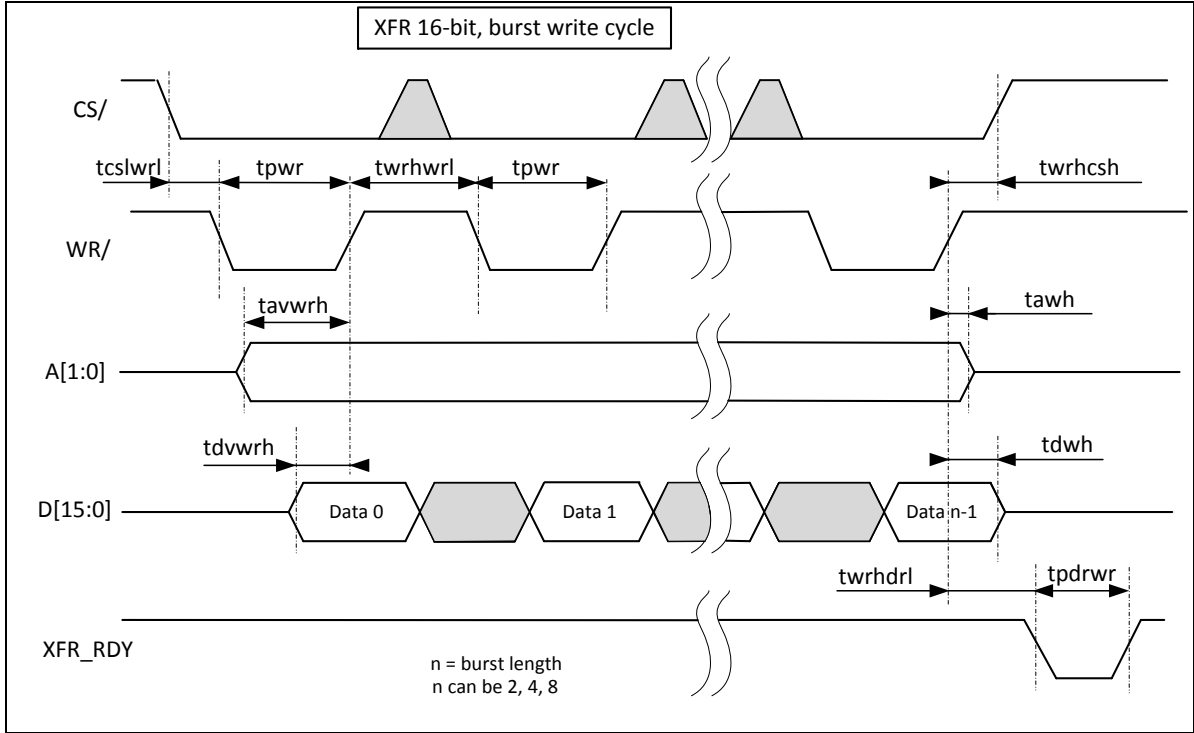 XFR 16-bit, burst write cycle
CS/
tcslwrl tpwr twrhwrl tpwr twrhcsh
WR/
tavwrh tawh
A[1:0]
tdvwrh tdwh
D[15:0] Data 0 Data 1 Data n-1
twrhdrl tpdrwr
XFR_RDY
n = burst length
n can be 2, 4, 8